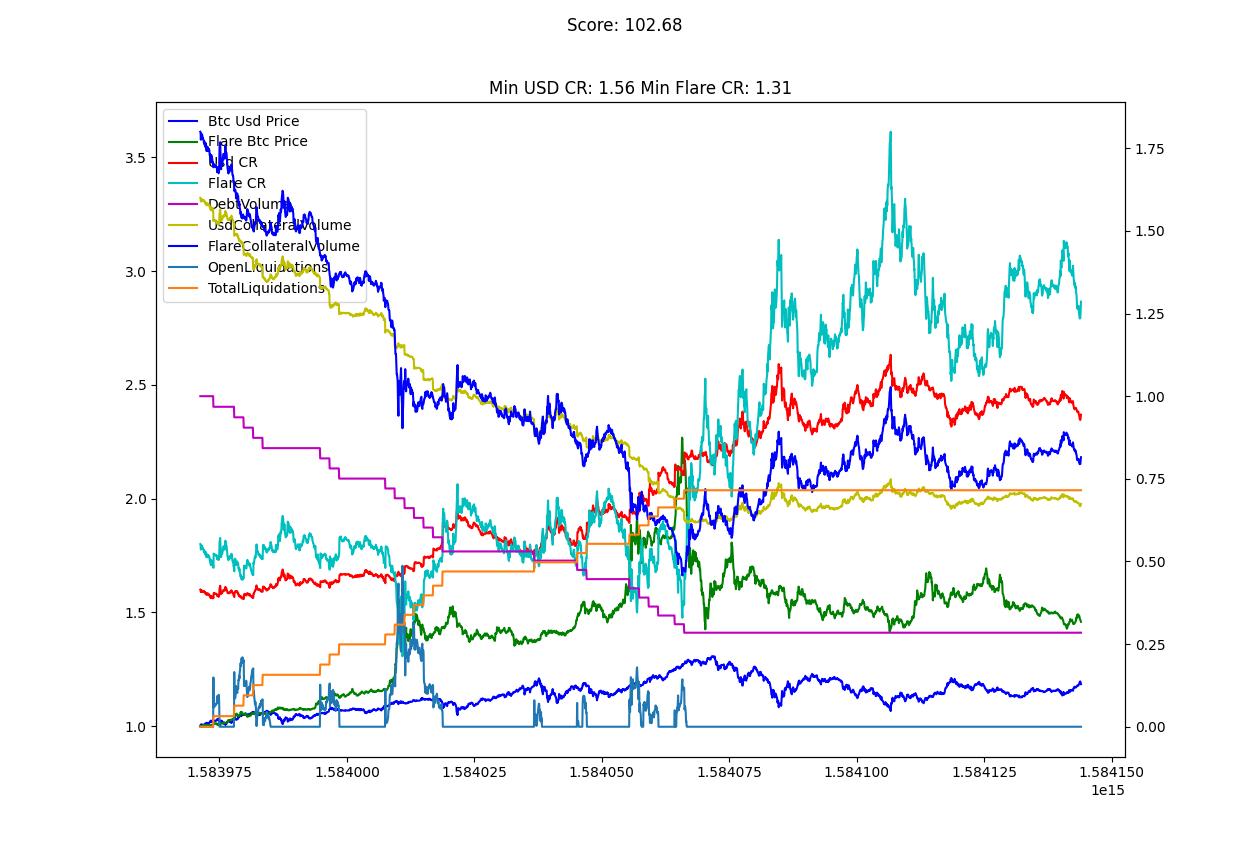 Score: 102.68
Min USD CR: 1.56 Min Flare CR: 1.31
Btc Usd Price
Flare Btc Price
Usd CR
Flare CR
DebtVolume
UsdCollateralVolume
FlareCollateralVolume
OpenLiquidations
TotalLiquidations
3.5
3.0
2.5
2.0
1.5
1.0
1.75
1.50
1.25
1.00
0.75
0.50
0.25
0.00
1.583975 1.584000 1.584025 1.584050 1.584075 1.584100 1.584125 1.584150
1e15